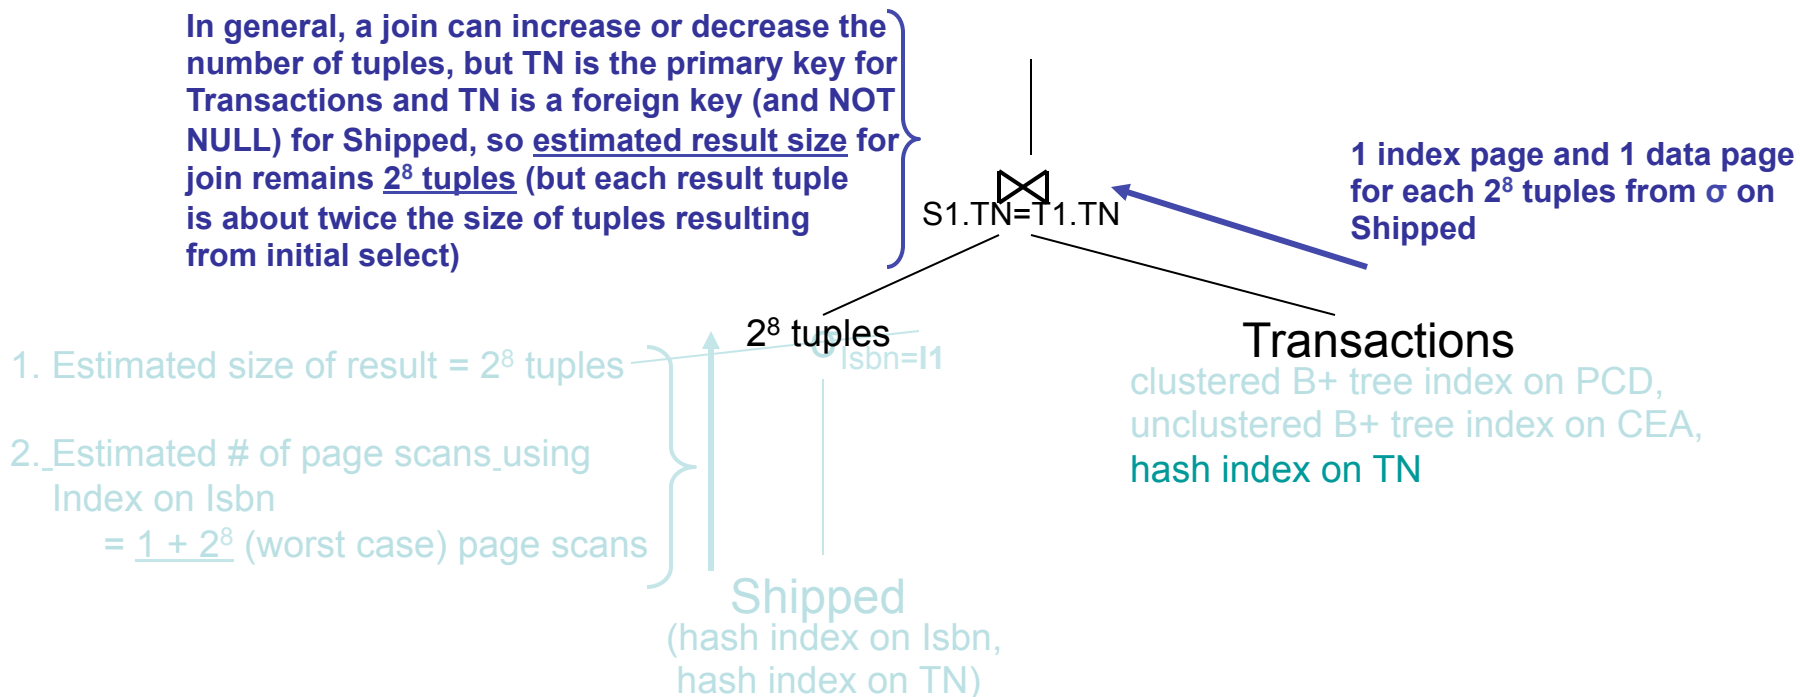 In general, a join can increase or decrease the
number of tuples, but TN is the primary key for
Transactions and TN is a foreign key (and NOT
NULL) for Shipped, so estimated result size for
join remains 2⁸ tuples (but each result tuple
is about twice the size of tuples resulting
from initial select)
1 index page and 1 data page
for each 2⁸ tuples from σ on
Shipped
S1.TN=T1.TN
2⁸ tuples
σ Isbn=I1
Transactions
clustered B+ tree index on PCD,
unclustered B+ tree index on CEA,
hash index on TN
1. Estimated size of result = 2⁸ tuples
2. Estimated # of page scans using
Index on Isbn
= 1 + 2⁸ (worst case) page scans
Shipped
(hash index on Isbn,
hash index on TN)